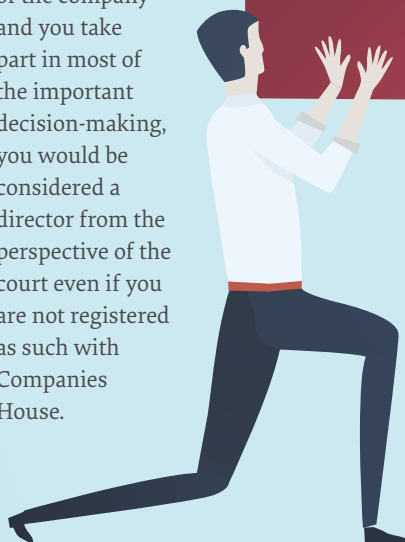 of the company
and you take
part in most of
the important
decision-making,
you would be
considered a
director from the
perspective of the
court even if you
are not registered
as such with
Companies
House.